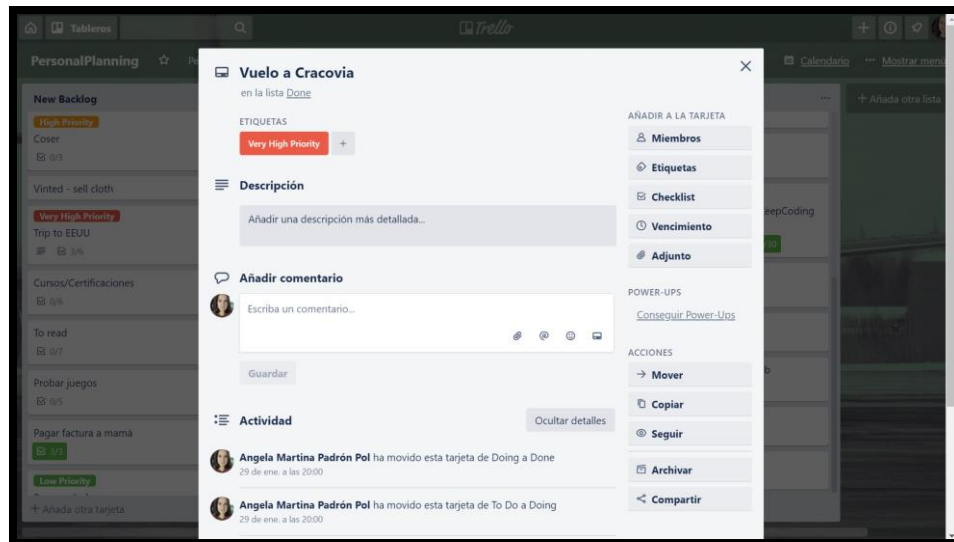 Tableros
Trello
PersonalPlanning
Calendario
Mostrar menú
New Backlog
High Priority
Coser
0/3
Vinted - sell cloth
Very High Priority
Trip to EEUU
3/6
Cursos/Certificaciones
0/6
To read
0/7
Probar juegos
0/5
Pagar factura a mamá
3/3
Low Priority
+ Añada otra tarjeta
Vuelo a Cracovia
en la lista Done
ETIQUETAS
Very High Priority
+
Descripción
Añadir una descripción más detallada...
Añadir comentario
Escriba un comentario...
Guardar
Actividad
Ocultar detalles
Angela Martina Padrón Pol ha movido esta tarjeta de Doing a Done
29 de ene. a las 20:00
Angela Martina Padrón Pol ha movido esta tarjeta de To Do a Doing
29 de ene. a las 20:00
AÑADIR A LA TARJETA
Miembros
Etiquetas
Checklist
Vencimiento
Adjunto
POWER-UPS
Conseguir Power-Ups
ACCIONES
Mover
Copiar
Seguir
Archivar
Compartir
+ Añada otra lista
eepCoding